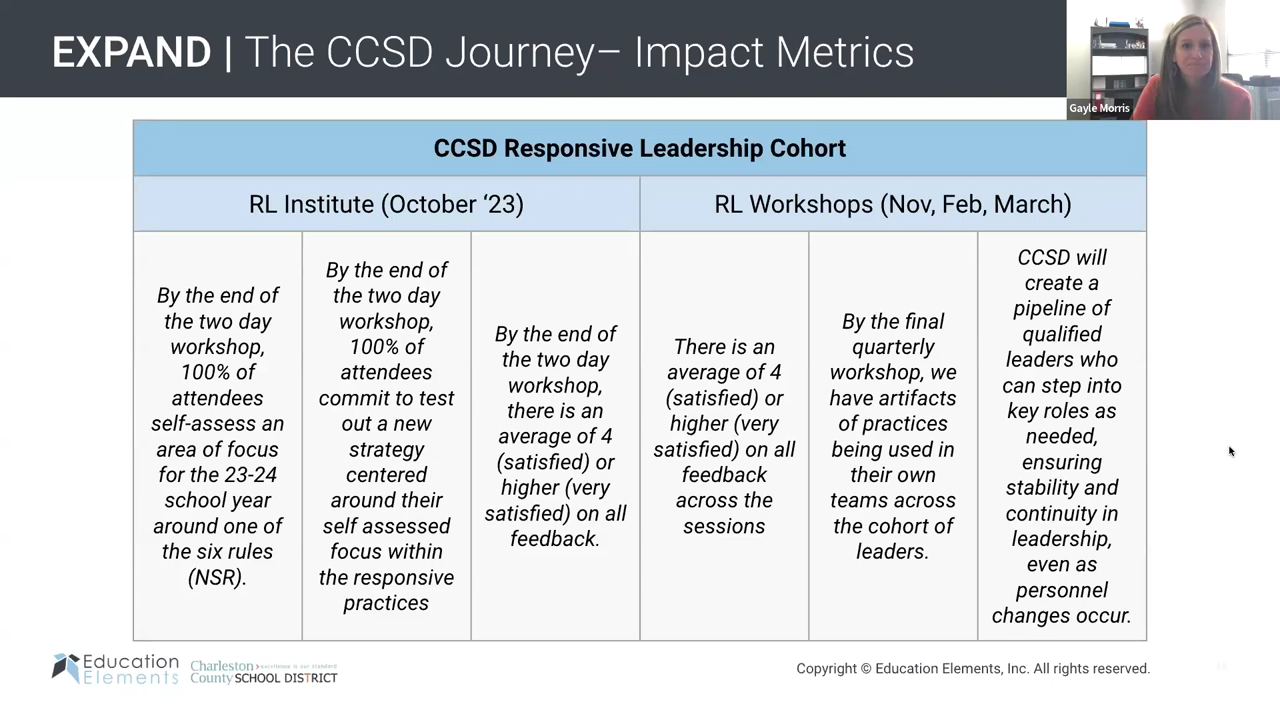 EXPAND | The CCSD Journey– Impact Metrics
Gayle Morris
CCSD Responsive Leadership Cohort
RL Institute (October ‘23)
RL Workshops (Nov, Feb, March)
By the end of
the two day
workshop,
100% of
attendees
self-assess an
area of focus
for the 23-24
school year
around one of
the six rules
(NSR).
By the end of
the two day
workshop,
100% of
attendees
commit to test
out a new
strategy
centered
around their
self assessed
focus within
the responsive
practices
By the end of
the two day
workshop,
there is an
average of 4
(satisfied) or
higher (very
satisfied) on all
feedback.
There is an
average of 4
(satisfied) or
higher (very
satisfied) on all
feedback
across the
sessions
By the final
quarterly
workshop, we
have artifacts
of practices
being used in
their own
teams across
the cohort of
leaders.
CCSD will
create a
pipeline of
qualified
leaders who
can step into
key roles as
needed,
ensuring
stability and
continuity in
leadership,
even as
personnel
changes occur.
Education
Elements
Charleston excellence is our standard
County SCHOOL DISTRICT
Copyright © Education Elements, Inc. All rights reserved.